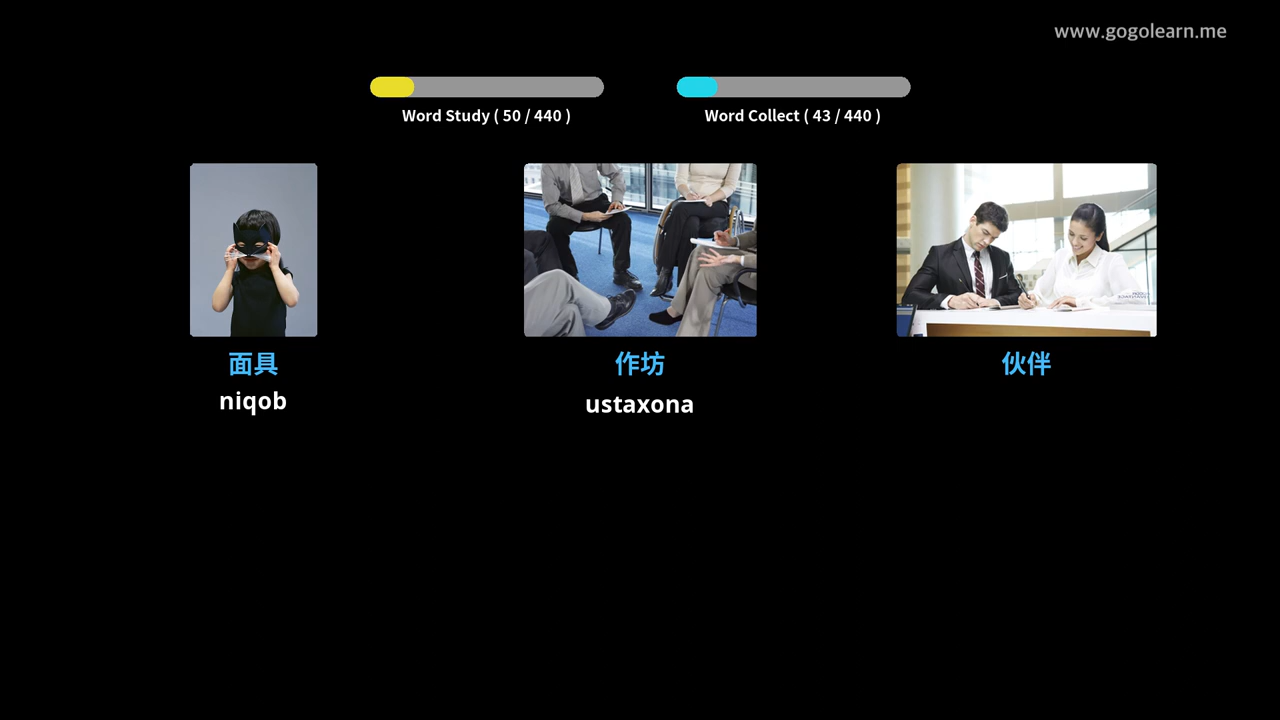 www.gogolearn.me
Word Study ( 50 / 440 )
Word Collect ( 43 / 440 )
面具
作坊
伙伴
niqob
ustaxona